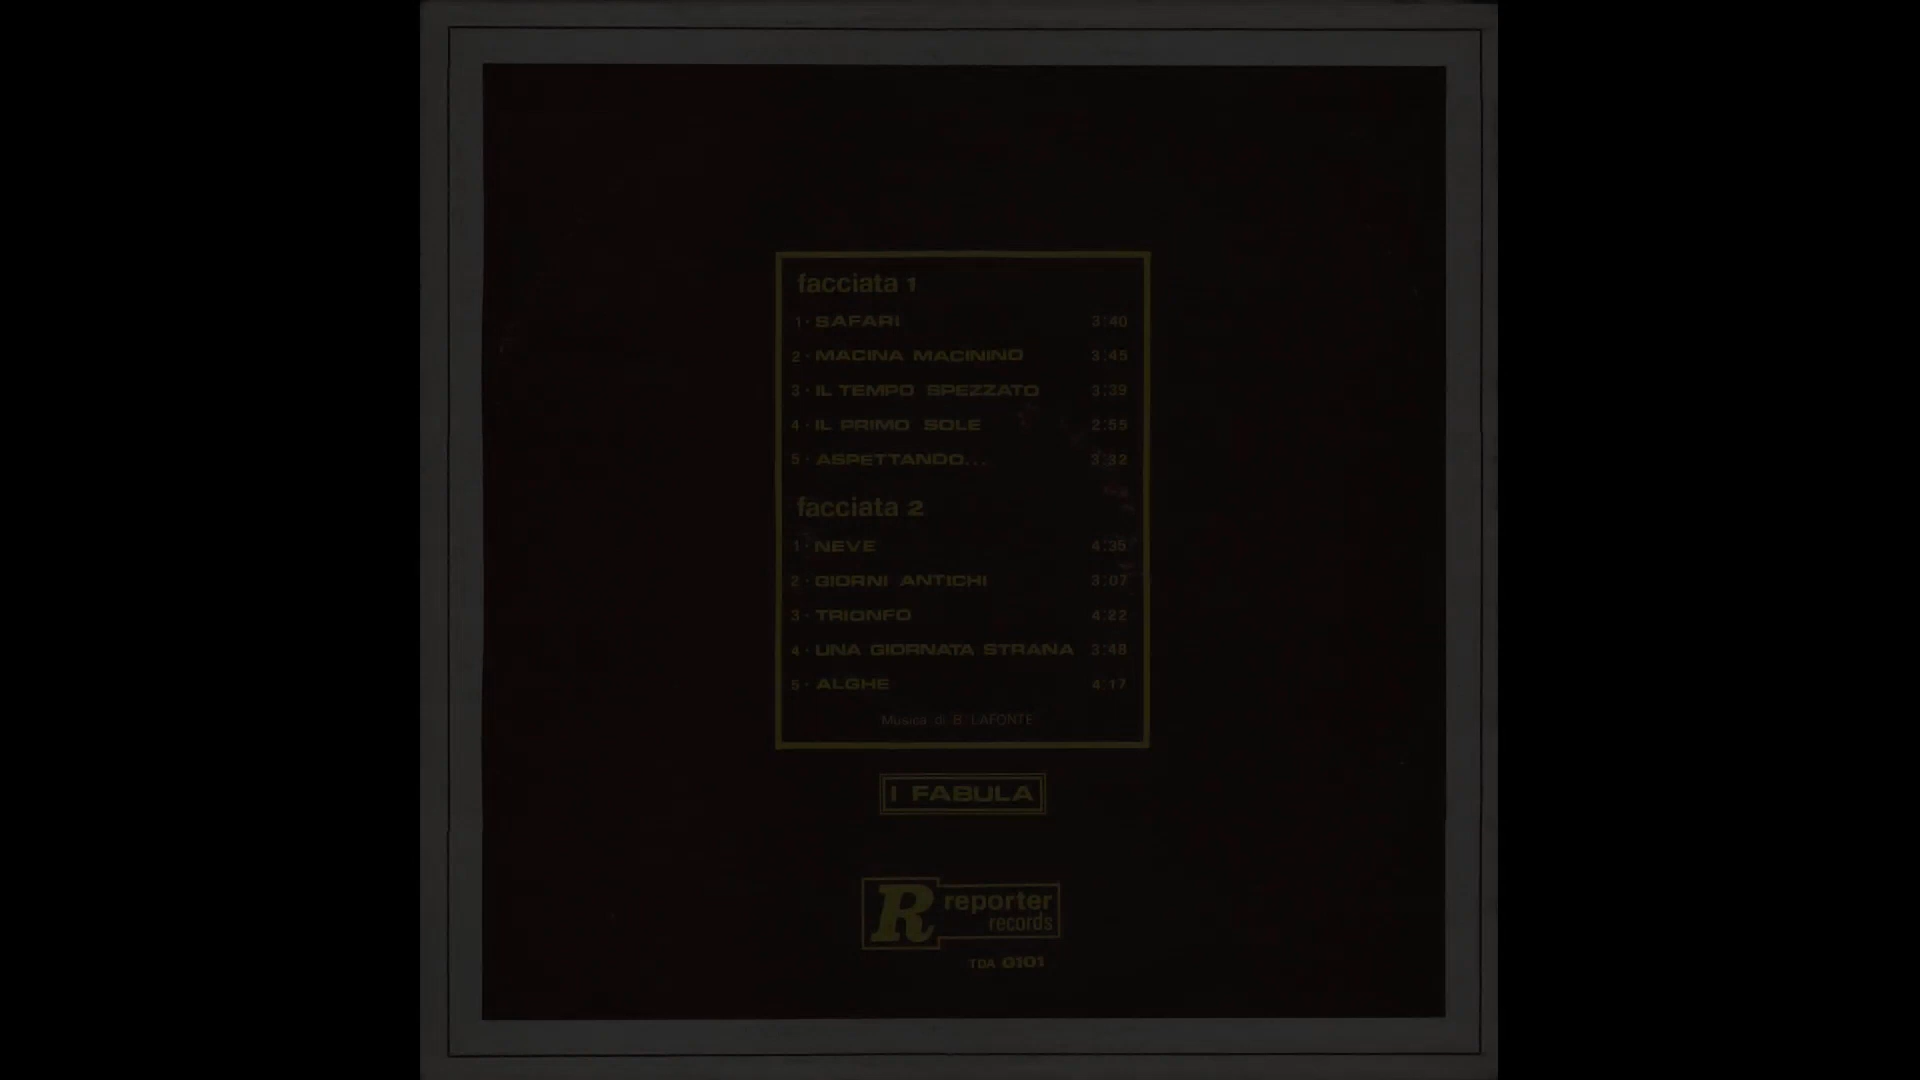 facciata 1
1 · SAFARI 3:40
2 · MACINA MACININO 3:45
3 · IL TEMPO SPEZZATO 3:39
4 · IL PRIMO SOLE 2:55
5 · ASPETTANDO... 3:32
facciata 2
1 · NEVE 4:35
2 · GIORNI ANTICHI 3:07
3 · TRIONFO 4:22
4 · UNA GIORNATA STRANA 3:48
5 · ALGHE 4:17
Musica di B. LAFONTE
I FABULA
R reporter
records
TDA 0101